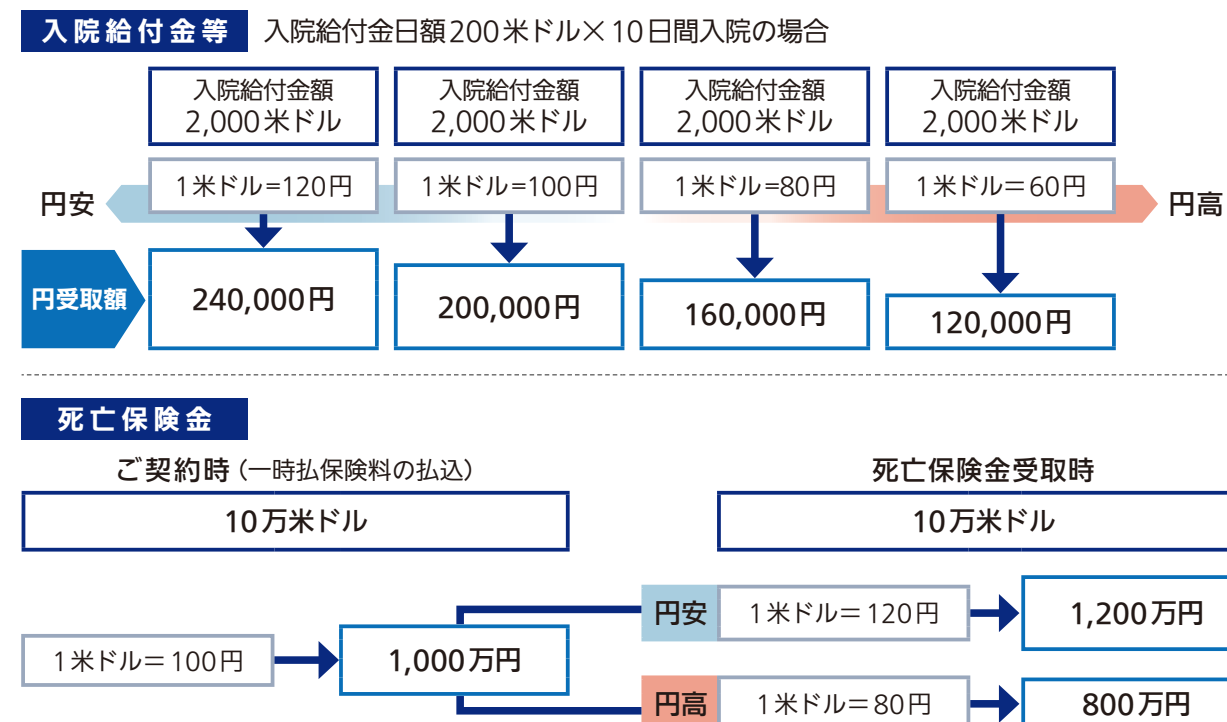 入院給付金等 入院給付金日額200米ドル×10日間入院の場合
入院給付金額
2,000米ドル
入院給付金額
2,000米ドル
入院給付金額
2,000米ドル
入院給付金額
2,000米ドル
円安
1米ドル=120円
1米ドル=100円
1米ドル=80円
1米ドル＝60円
円高
円受取額
240,000円
200,000円
160,000円
120,000円
死亡保険金
ご契約時（一時払保険料の払込）
10万米ドル
死亡保険金受取時
10万米ドル
1米ドル＝100円
1,000万円
円安
1米ドル＝120円
1,200万円
円高
1米ドル＝80円
800万円